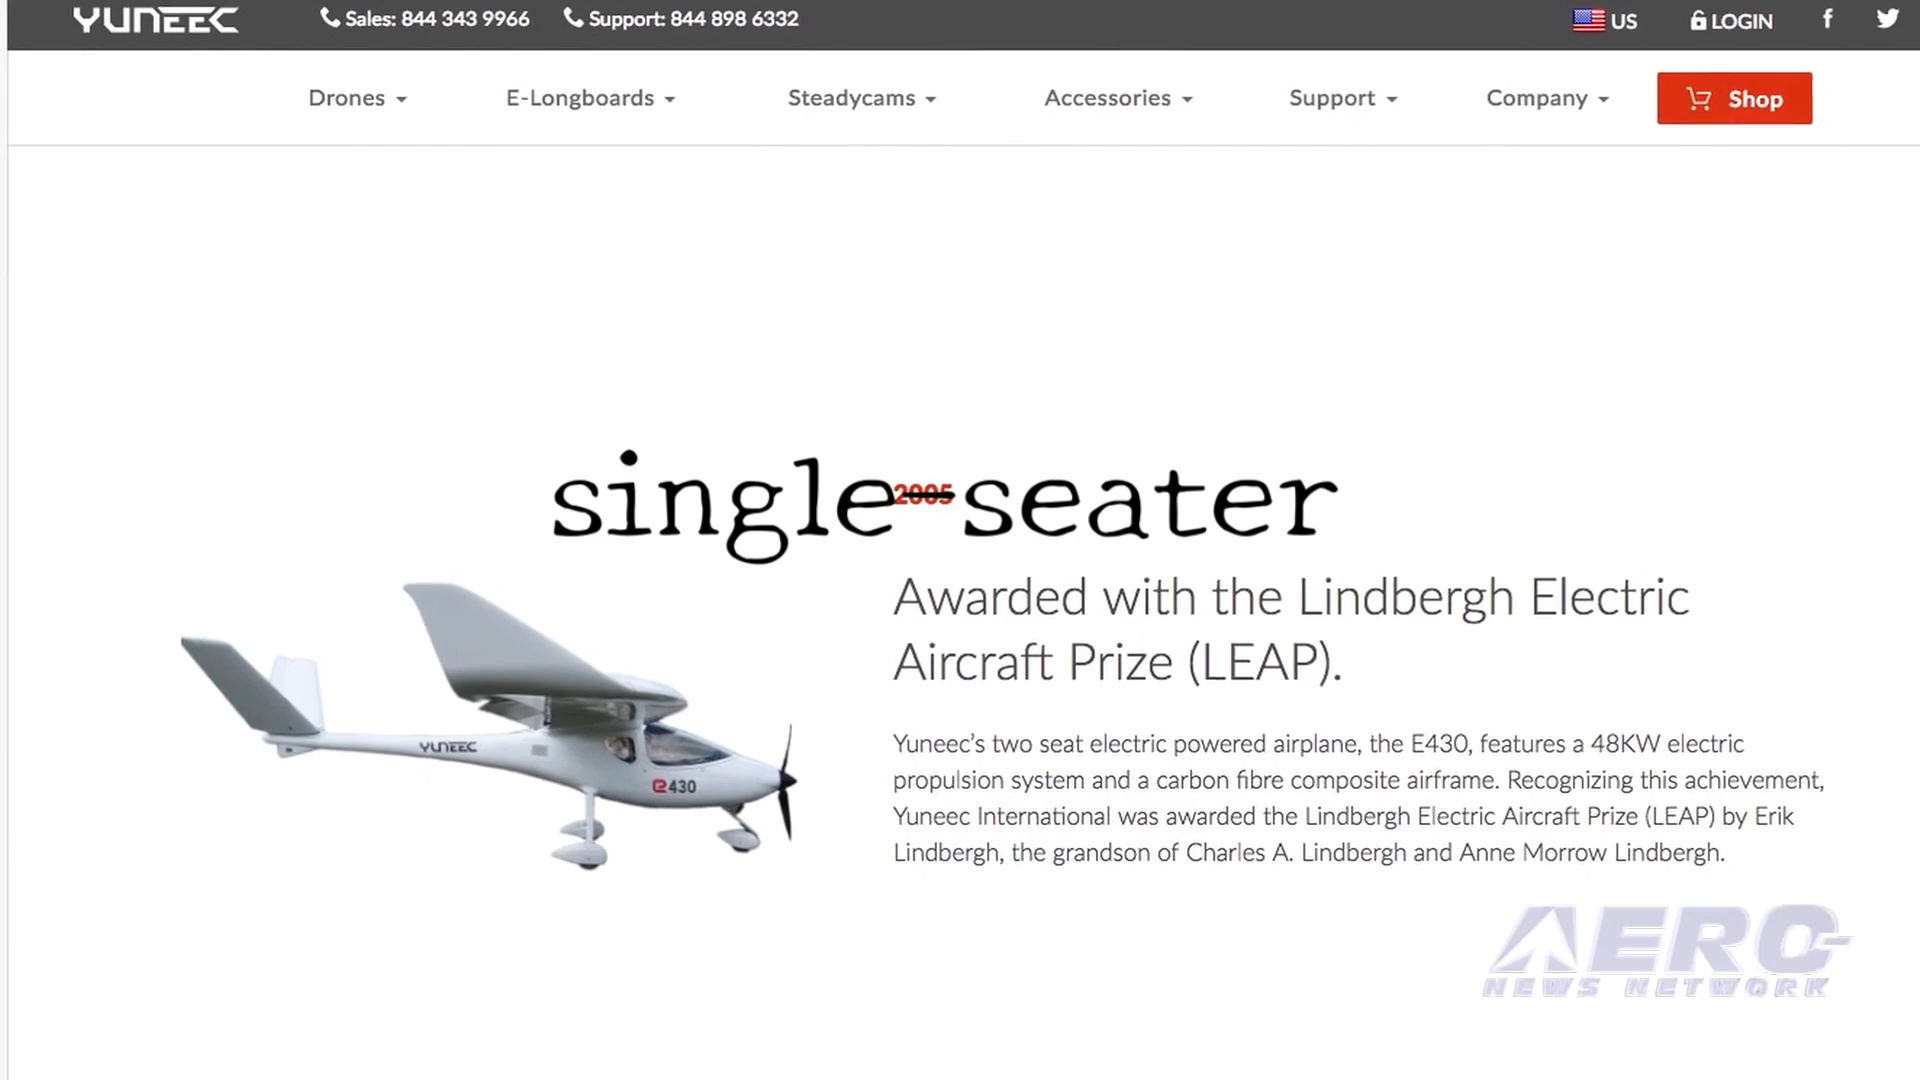 YUNEEC Sales: 844 343 9966 Support: 844 898 6332 US LOGIN
Drones E-Longboards Steadycams Accessories Support Company Shop
2005
single-seater
Awarded with the Lindbergh Electric
Aircraft Prize (LEAP).
YUNEEC
e430
Yuneec’s two seat electric powered airplane, the E430, features a 48KW electric
propulsion system and a carbon fibre composite airframe. Recognizing this achievement,
Yuneec International was awarded the Lindbergh Electric Aircraft Prize (LEAP) by Erik
Lindbergh, the grandson of Charles A. Lindbergh and Anne Morrow Lindbergh.
AERO-
NEWS NETWORK